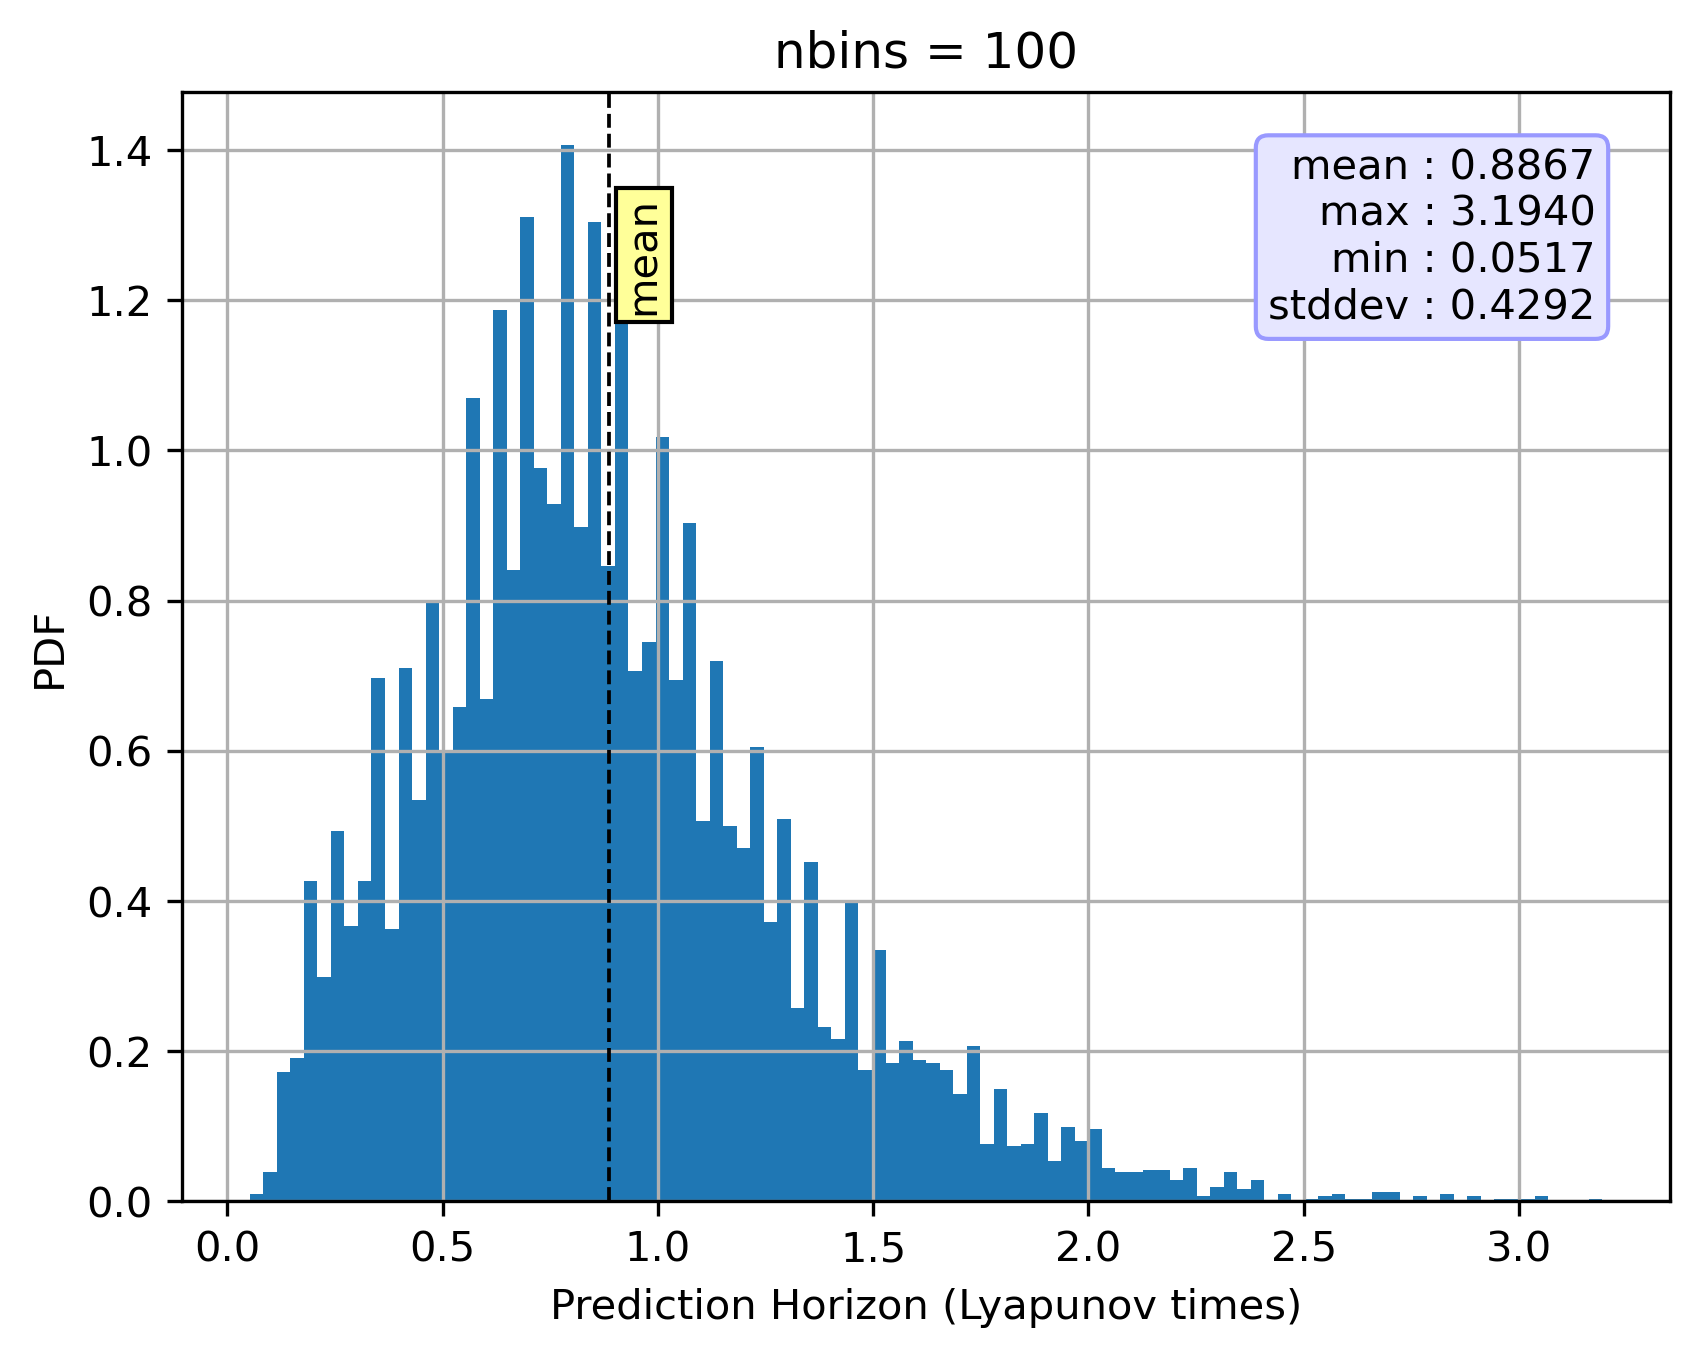 nbins = 100
1.4
1.2
1.0
0.8
0.6
0.4
0.2
0.0
PDF
mean
mean : 0.8867
max : 3.1940
min : 0.0517
stddev : 0.4292
0.0 0.5 1.0 1.5 2.0 2.5 3.0
Prediction Horizon (Lyapunov times)